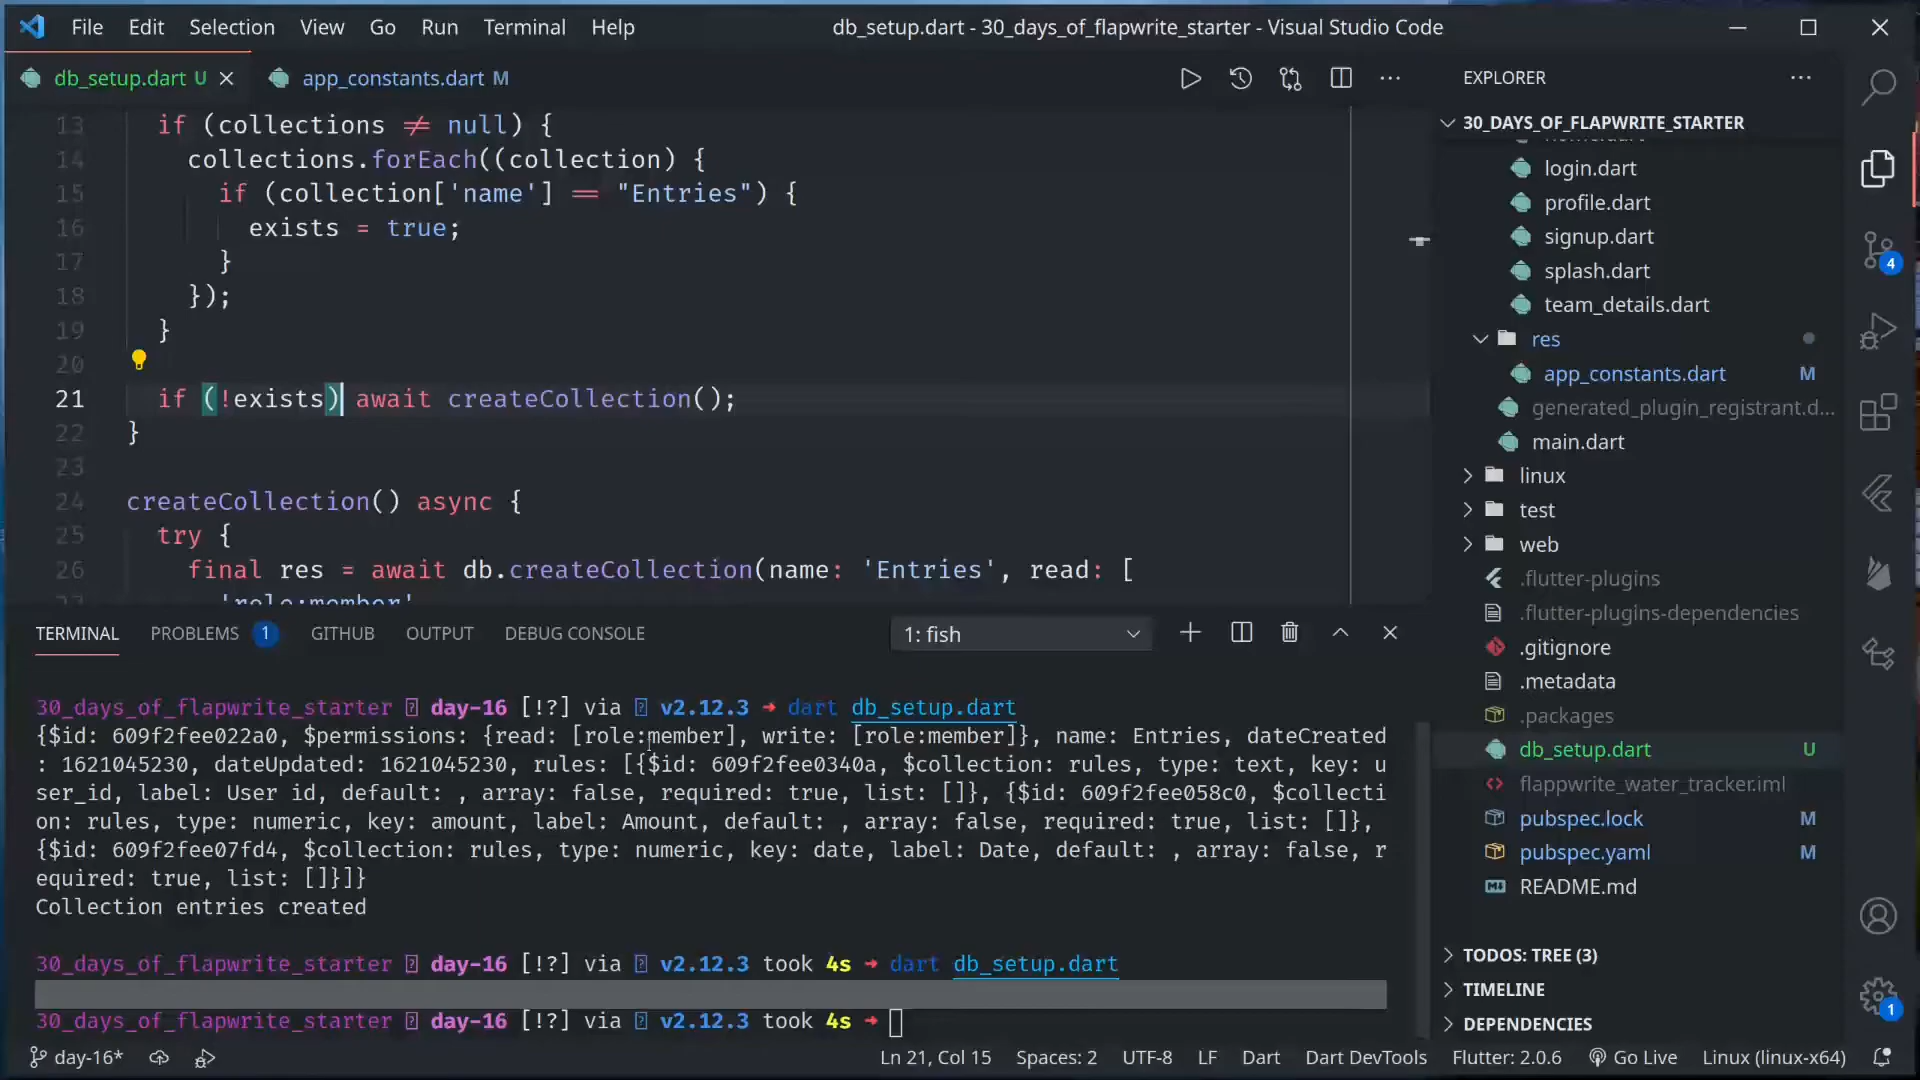 File Edit Selection View Go Run Terminal Help
db_setup.dart - 30_days_of_flapwrite_starter - Visual Studio Code
db_setup.dart U
app_constants.dart M
13 if (collections ≠ null) {
14 collections.forEach((collection) {
15 if (collection['name'] == "Entries") {
16 exists = true;
17 }
18 });
19 }
20
21 if (!exists) await createCollection();
22 }
23
24 createCollection() async {
25 try {
26 final res = await db.createCollection(name: 'Entries', read: [
27 'role:member'
TERMINAL PROBLEMS 1 GITHUB OUTPUT DEBUG CONSOLE
1: fish
30_days_of_flapwrite_starter day-16 [!?] via v2.12.3 → dart db_setup.dart
{$id: 609f2fee022a0, $permissions: {read: [role:member], write: [role:member]}, name: Entries, dateCreated
: 1621045230, dateUpdated: 1621045230, rules: [{$id: 609f2fee0340a, $collection: rules, type: text, key: u
ser_id, label: User id, default: , array: false, required: true, list: []}, {$id: 609f2fee058c0, $collecti
on: rules, type: numeric, key: amount, label: Amount, default: , array: false, required: true, list: []},
{$id: 609f2fee07fd4, $collection: rules, type: numeric, key: date, label: Date, default: , array: false, r
equired: true, list: []}]}
Collection entries created
30_days_of_flapwrite_starter day-16 [!?] via v2.12.3 took 4s → dart db_setup.dart
30_days_of_flapwrite_starter day-16 [!?] via v2.12.3 took 4s →
EXPLORER
30_DAYS_OF_FLAPWRITE_STARTER
home.dart
login.dart
profile.dart
signup.dart
splash.dart
team_details.dart
res
app_constants.dart M
generated_plugin_registrant.d...
main.dart
linux
test
web
.flutter-plugins
.flutter-plugins-dependencies
.gitignore
.metadata
.packages
db_setup.dart U
flappwrite_water_tracker.iml
pubspec.lock M
pubspec.yaml M
README.md
TODOS: TREE (3)
TIMELINE
DEPENDENCIES
4
1
day-16*
Ln 21, Col 15 Spaces: 2 UTF-8 LF Dart Dart DevTools Flutter: 2.0.6 Go Live Linux (linux-x64)